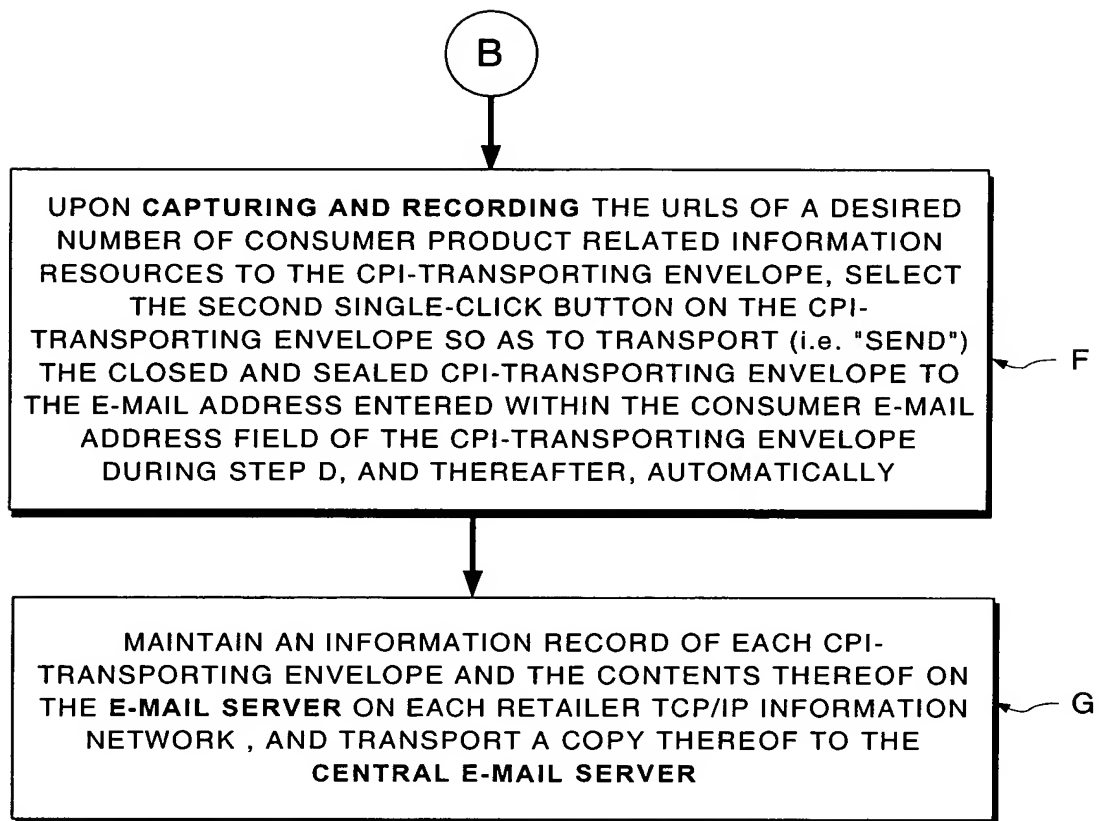 B
UPON CAPTURING AND RECORDING THE URLS OF A DESIRED
NUMBER OF CONSUMER PRODUCT RELATED INFORMATION
RESOURCES TO THE CPI-TRANSPORTING ENVELOPE, SELECT
THE SECOND SINGLE-CLICK BUTTON ON THE CPI-
TRANSPORTING ENVELOPE SO AS TO TRANSPORT (i.e. "SEND")
THE CLOSED AND SEALED CPI-TRANSPORTING ENVELOPE TO
THE E-MAIL ADDRESS ENTERED WITHIN THE CONSUMER E-MAIL
ADDRESS FIELD OF THE CPI-TRANSPORTING ENVELOPE
DURING STEP D, AND THEREAFTER, AUTOMATICALLY
F
MAINTAIN AN INFORMATION RECORD OF EACH CPI-
TRANSPORTING ENVELOPE AND THE CONTENTS THEREOF ON
THE E-MAIL SERVER ON EACH RETAILER TCP/IP INFORMATION
NETWORK , AND TRANSPORT A COPY THEREOF TO THE
CENTRAL E-MAIL SERVER
G